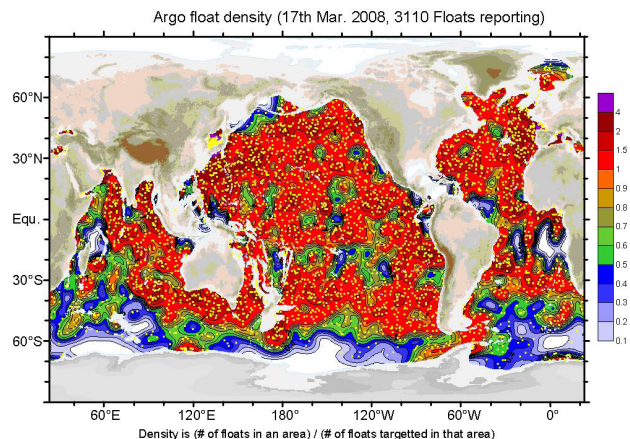 Argo float density (17th Mar. 2008, 3110 Floats reporting)
60°N
30°N
Equ.
30°S
60°S
60°E
120°E
180°
120°W
60°W
0°
4
2
1.5
1
0.9
0.8
0.7
0.6
0.5
0.4
0.3
0.2
0.1
Density is (# of floats in an area) / (# of floats targetted in that area)